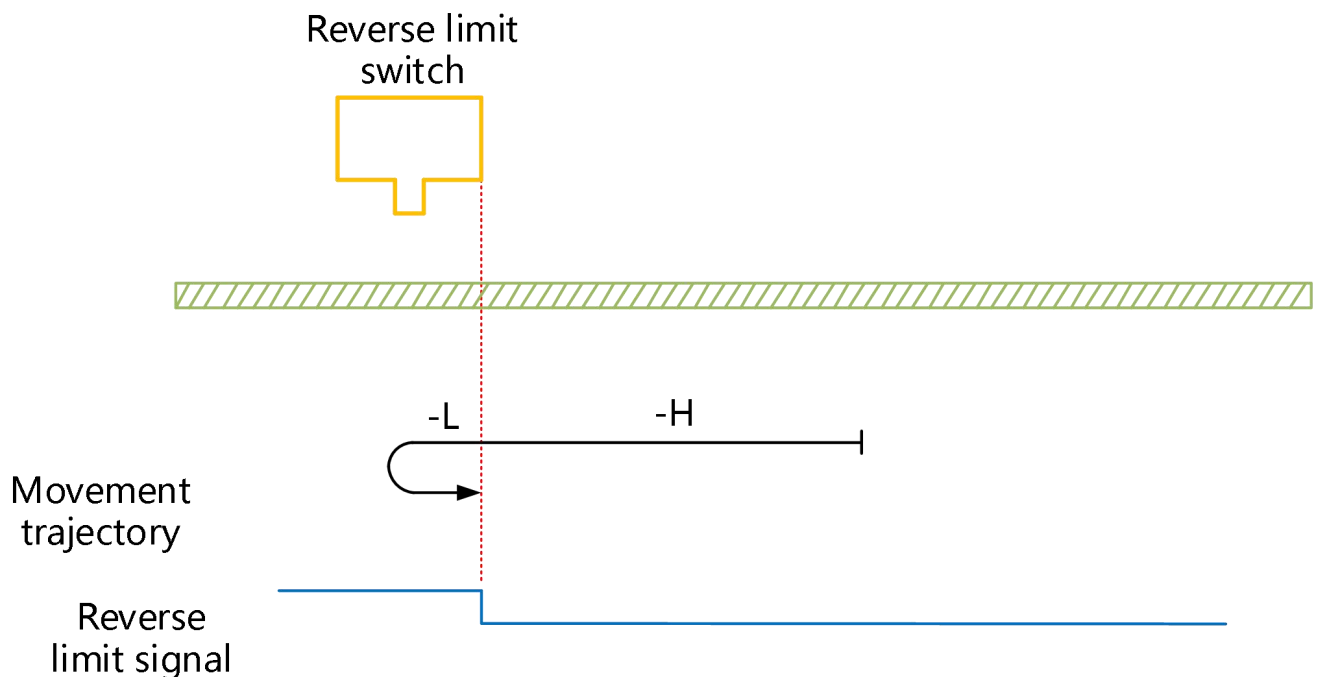 Reverse limit
switch
-L
-H
Movement
trajectory
Reverse
limit signal